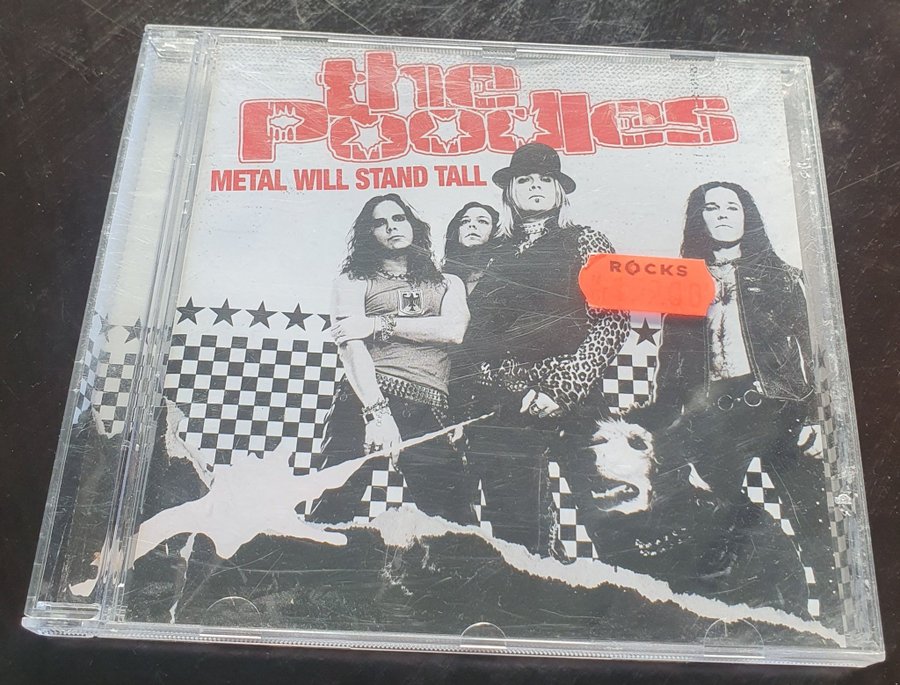 the
Poodles
METAL WILL STAND TALL
ROCKS